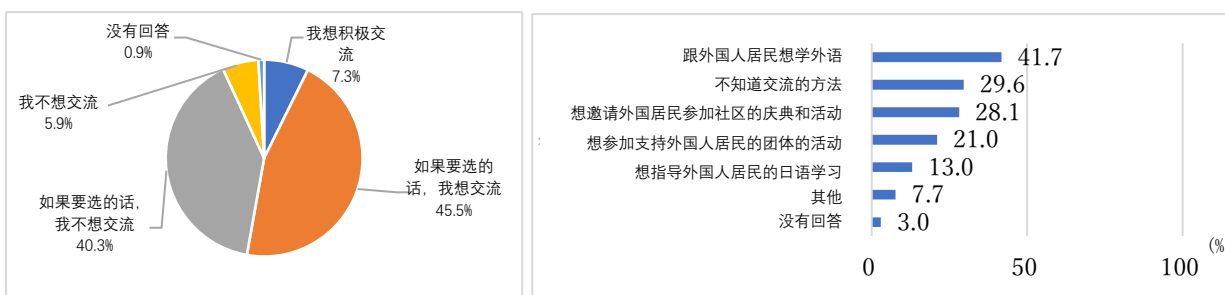 没有回答
0.9%
我想积极交
流
7.3%
我不想交流
5.9%
如果要选的
话，我想交流
45.5%
如果要选的话，
我不想交流
40.3%
跟外国人居民想学外语
41.7
不知道交流的方法
29.6
想邀请外国居民参加社区的庆典和活动
28.1
想参加支持外国人居民的团体的活动
21.0
想指导外国人居民的日语学习
13.0
其他
7.7
没有回答
3.0
0 50 100
(%